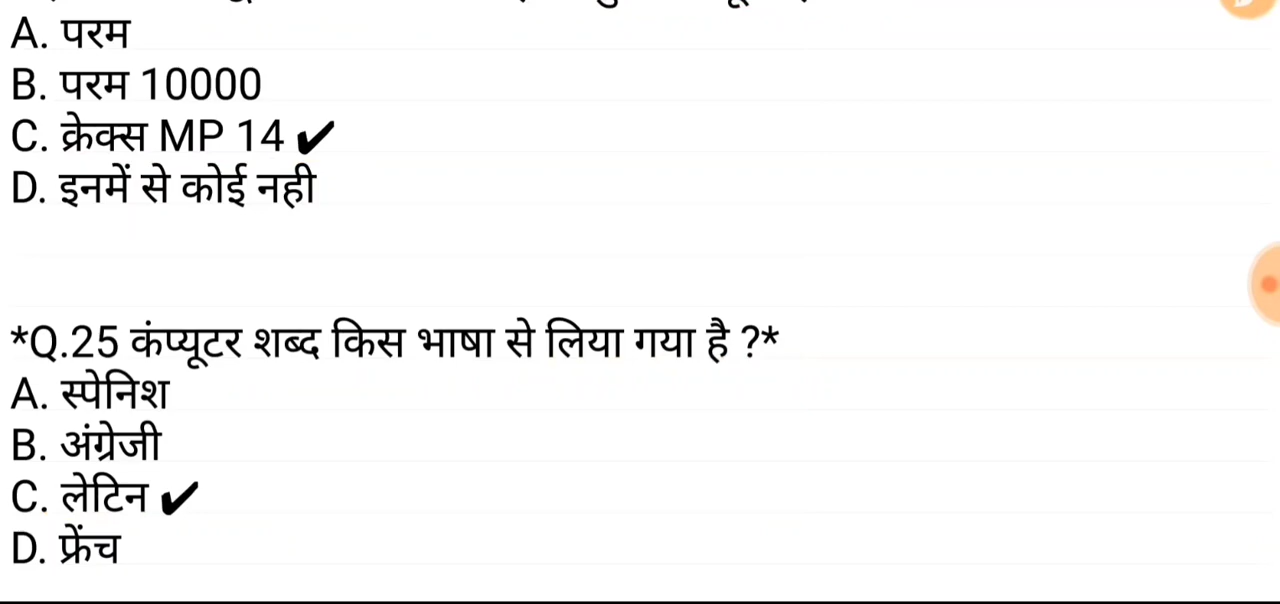 A. परम
B. परम 10000
C. क्रेक्स MP 14 ✔
D. इनमें से कोई नही
*Q.25 कंप्यूटर शब्द किस भाषा से लिया गया है ?*
A. स्पेनिश
B. अंग्रेजी
C. लेटिन ✔
D. फ्रेंच